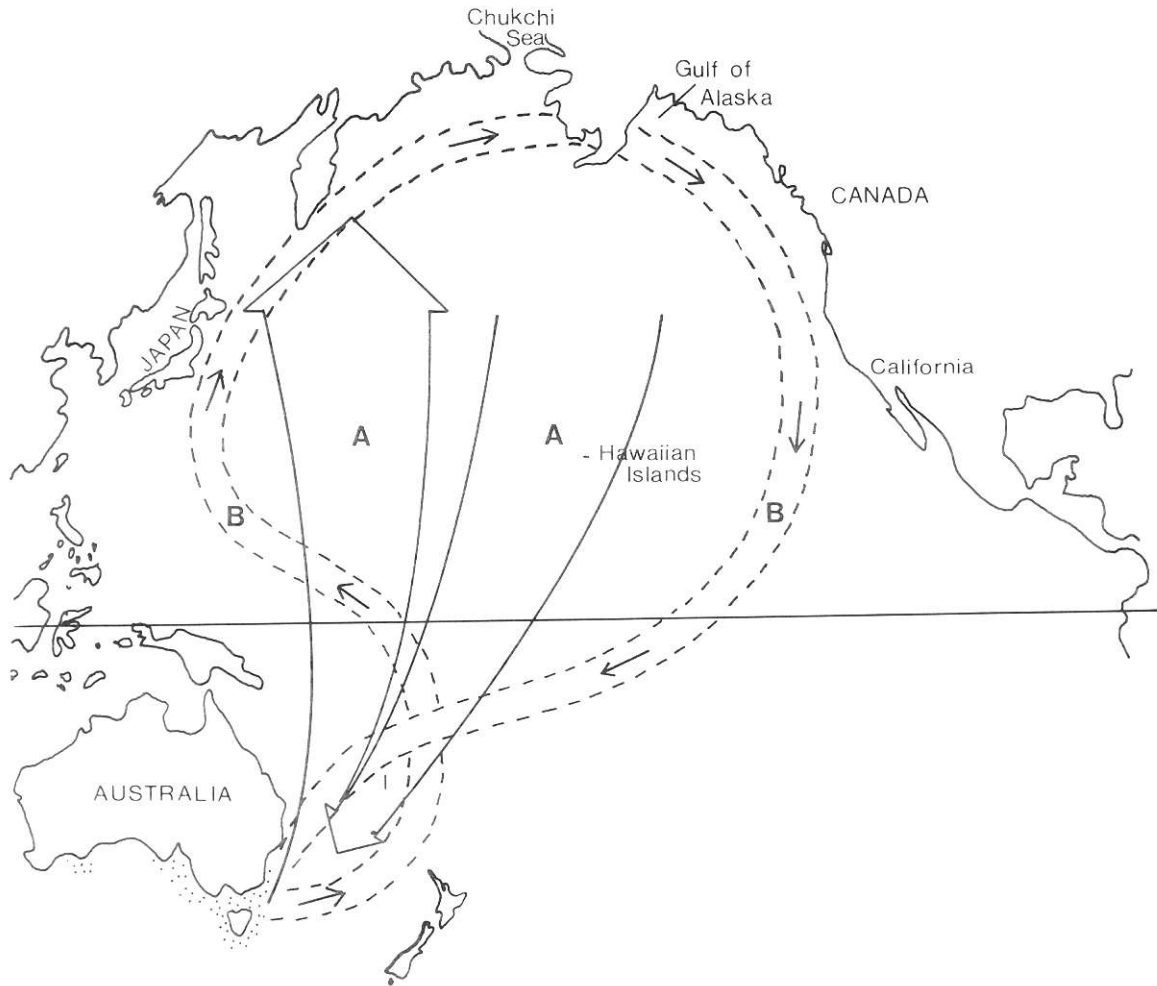 Chukchi
Sea
Gulf of
Alaska
CANADA
JAPAN
California
A
A
Hawaiian
Islands
B
B
AUSTRALIA